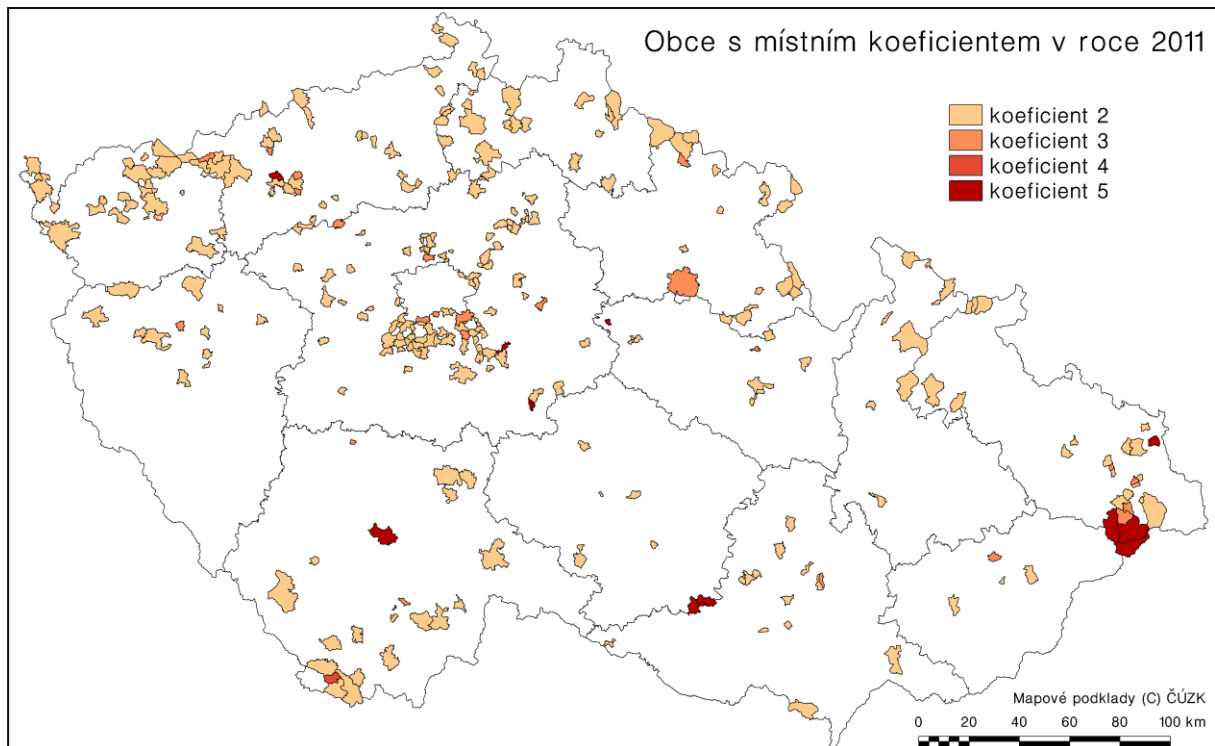 Obce s místním koeficientem v roce 2011
koeficient 2
koeficient 3
koeficient 4
koeficient 5
Mapové podklady (C) ČÚZK
0 20 40 60 80 100 km